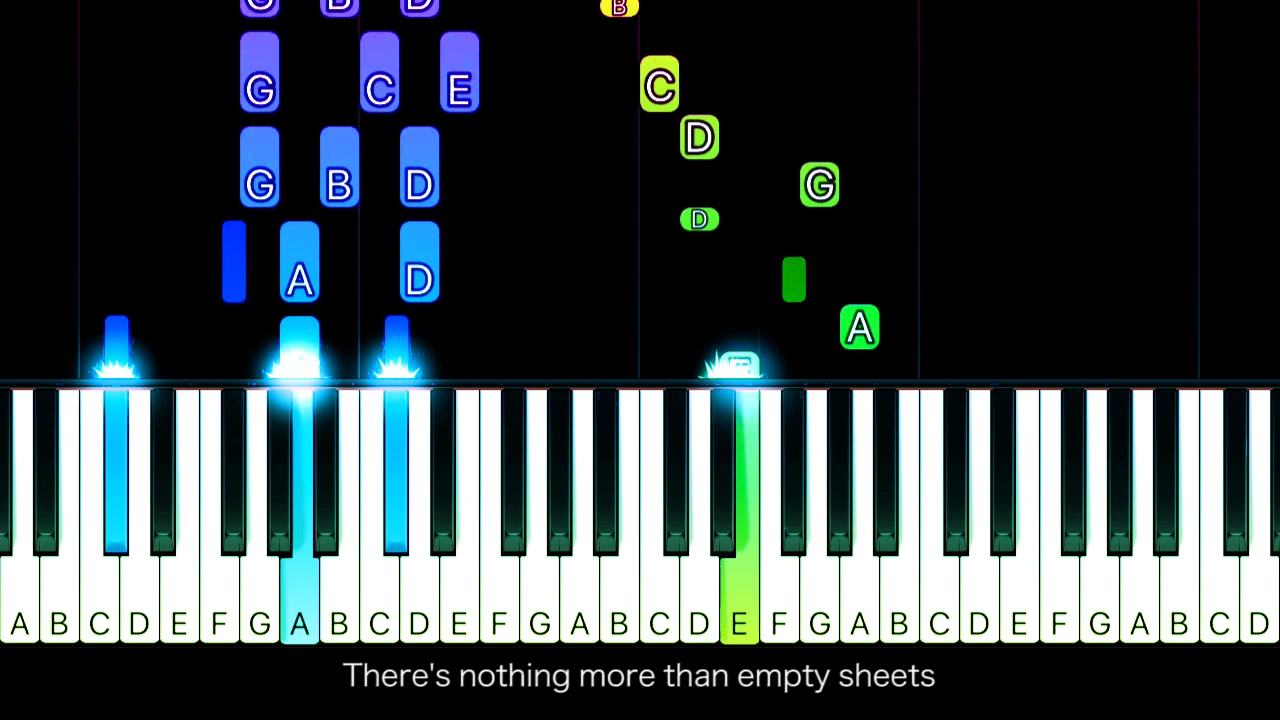 G B D B
G C E C
D
G B D G
D
A D
A
E
A B C D E F G A B C D E F G A B C D E F G A B C D E F G A B C D
There's nothing more than empty sheets